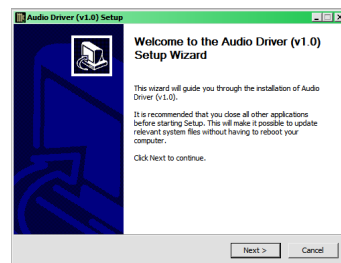 Audio Driver (v1.0) Setup
Welcome to the Audio Driver (v1.0)
Setup Wizard
This wizard will guide you through the installation of Audio
Driver (v1.0).
It is recommended that you close all other applications
before starting Setup. This will make it possible to update
relevant system files without having to reboot your
computer.
Click Next to continue.
Next >
Cancel